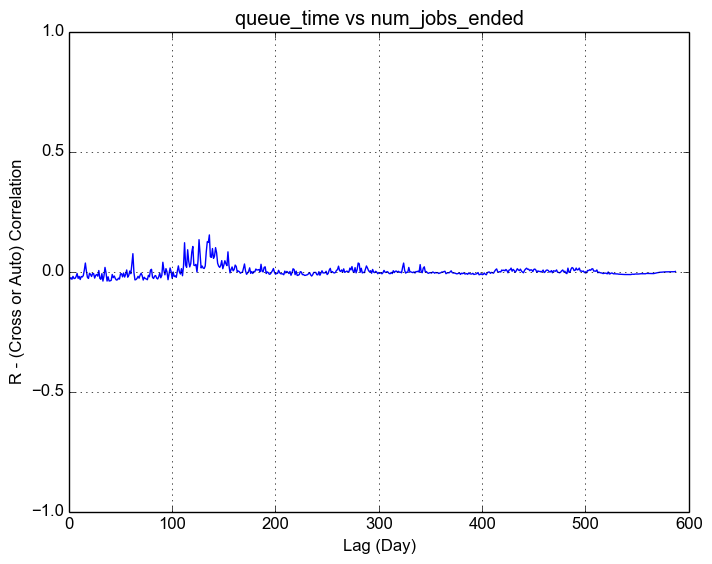 queue_time vs num_jobs_ended
1.0
0.5
0.0
−0.5
−1.0
R - (Cross or Auto) Correlation
0 100 200 300 400 500 600
Lag (Day)